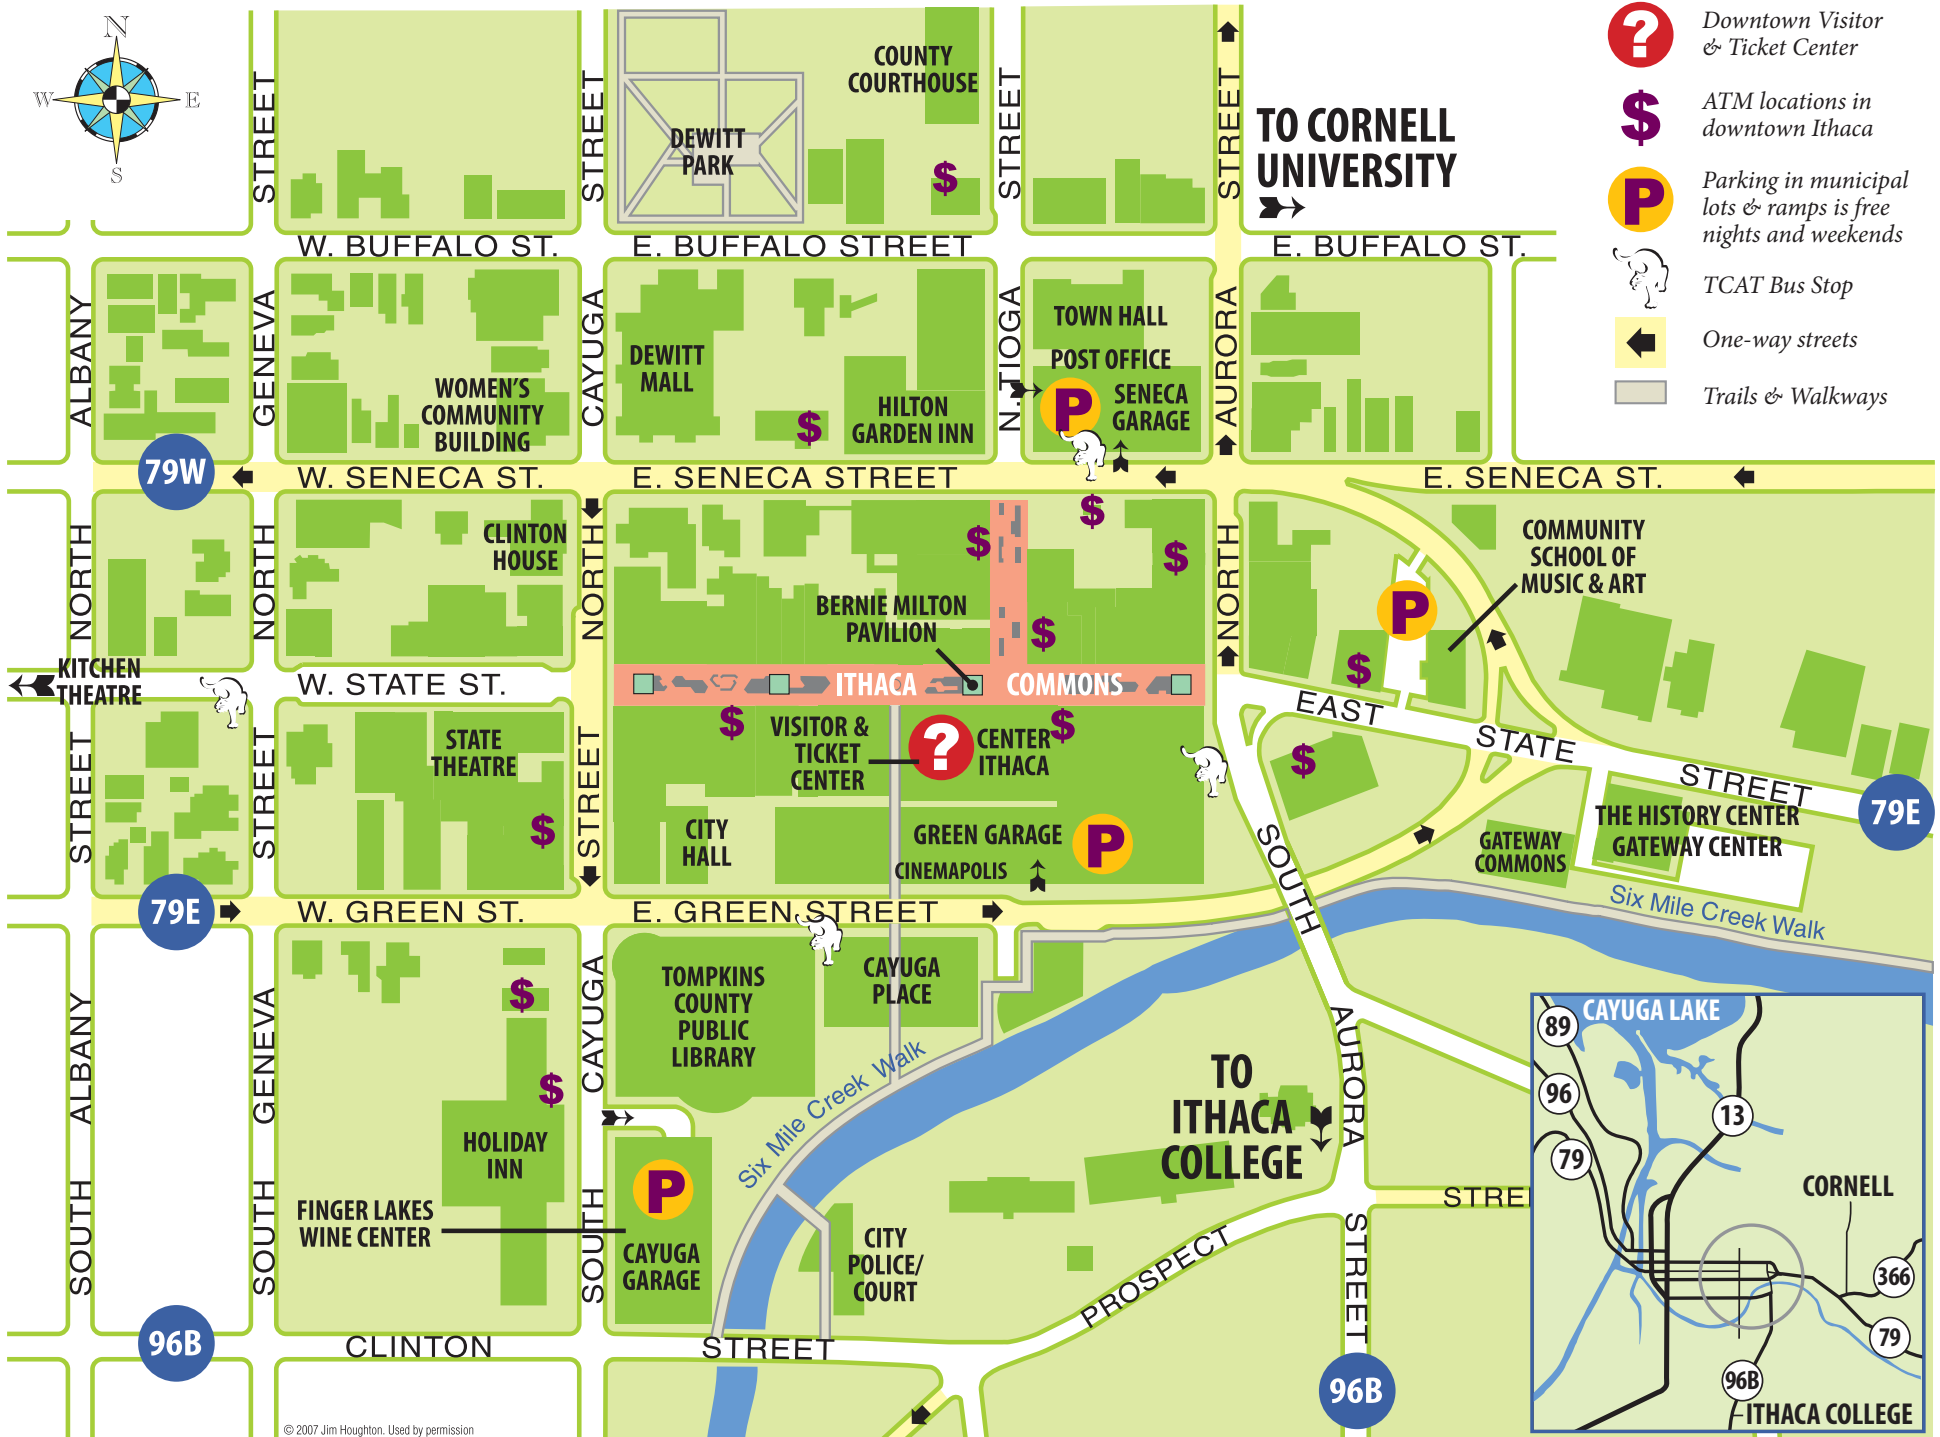 N
W
E
S
STREET
STREET
STREET
STREET
COUNTY
COURTHOUSE
DEWITT
PARK
TO CORNELL
UNIVERSITY
?
Downtown Visitor
& Ticket Center
$
ATM locations in
downtown Ithaca
P
Parking in municipal
lots & ramps is free
nights and weekends
TCAT Bus Stop
One-way streets
Trails & Walkways
$
W. BUFFALO ST.
E. BUFFALO STREET
E. BUFFALO ST.
ALBANY
GENEVA
CAYUGA
N. TIOGA
AURORA
TOWN HALL
POST OFFICE
P
SENECA
GARAGE
DEWITT
MALL
WOMEN'S
COMMUNITY
BUILDING
$
HILTON
GARDEN INN
79W
W. SENECA ST.
E. SENECA STREET
E. SENECA ST.
NORTH
NORTH
NORTH
NORTH
CLINTON
HOUSE
$
$
$
$
COMMUNITY
SCHOOL OF
MUSIC & ART
P
$
BERNIE MILTON
PAVILION
KITCHEN
THEATRE
W. STATE ST.
ITHACA
COMMONS
EAST
STATE
STREET
79E
STREET
STREET
STREET
STATE
THEATRE
$
$
VISITOR &
TICKET
CENTER
?
CENTER
ITHACA
$
$
CITY
HALL
GREEN GARAGE
P
CINEMAPOLIS
SOUTH
GATEWAY
COMMONS
THE HISTORY CENTER
GATEWAY CENTER
79E
W. GREEN ST.
E. GREEN STREET
Six Mile Creek Walk
TOMPKINS
COUNTY
PUBLIC
LIBRARY
CAYUGA
PLACE
$
$
ALBANY
GENEVA
CAYUGA
AURORA
Six Mile Creek Walk
TO
ITHACA
COLLEGE
HOLIDAY
INN
FINGER LAKES
WINE CENTER
P
CAYUGA
GARAGE
CITY
POLICE/
COURT
SOUTH
SOUTH
SOUTH
PROSPECT
STREET
STREE
96B
CLINTON
STREET
96B
CAYUGA LAKE
89
96
79
13
CORNELL
366
79
96B
ITHACA COLLEGE
© 2007 Jim Houghton. Used by permission